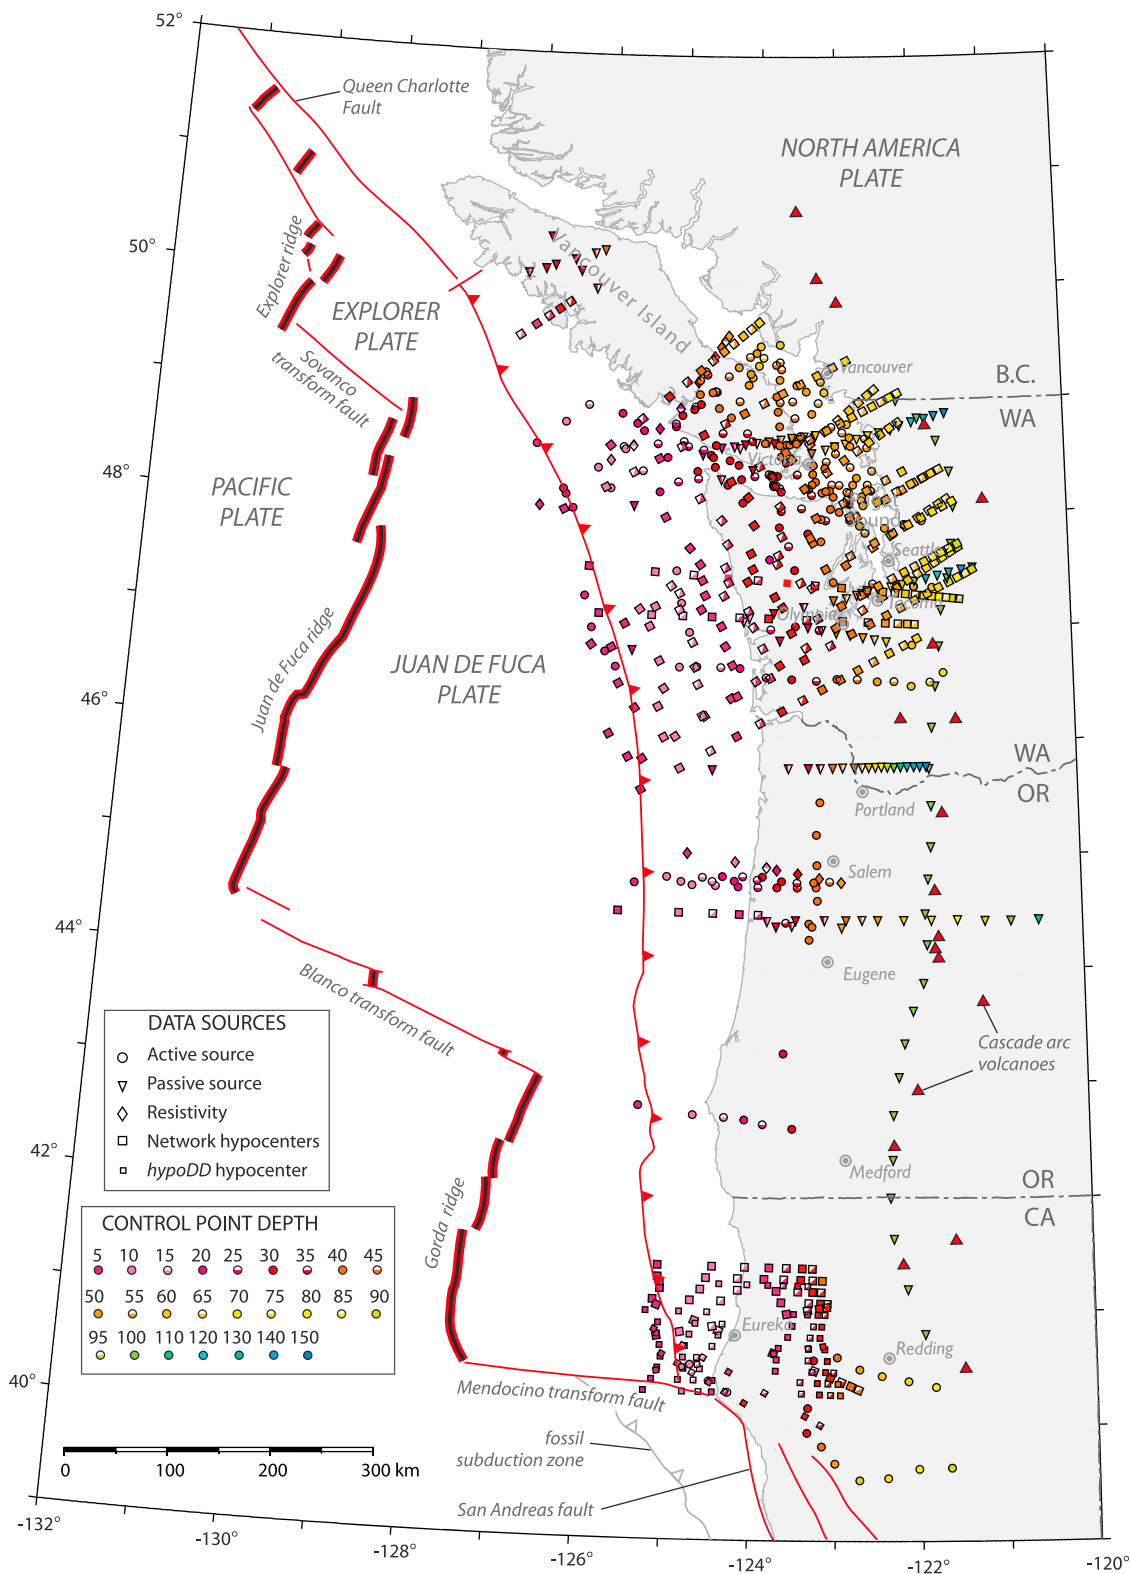 52°
Queen Charlotte
Fault
NORTH AMERICA
PLATE
50°
Explorer ridge
Vancouver Island
EXPLORER
PLATE
Sovanco
transform fault
Vancouver
B.C.
WA
Victoria
48°
PACIFIC
PLATE
Puget
Sound
Seattle
Tacoma
Olympia
Juan de Fuca ridge
JUAN DE FUCA
PLATE
46°
WA
OR
Portland
Salem
44°
Eugene
Blanco transform fault
Cascade arc
volcanoes
DATA SOURCES
Active source
Passive source
Resistivity
Network hypocenters
hypoDD hypocenter
42°
Medford
OR
CA
Gorda ridge
CONTROL POINT DEPTH
5 10 15 20 25 30 35 40 45
50 55 60 65 70 75 80 85 90
95 100 110 120 130 140 150
Eureka
Redding
40°
Mendocino transform fault
fossil
subduction zone
San Andreas fault
0 100 200 300 km
-132° -130° -128° -126° -124° -122° -120°